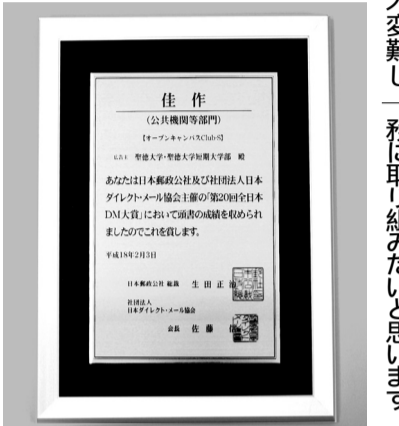 佳作
(公共機関等部門)
【オープンキャンパスClub-S】
広告主 聖徳大学・聖徳大学短期大学部 殿
あなたは日本郵政公社及び社団法人日本
ダイレクト・メール協会主催の「第20回全日本
DM大賞」において頭書の成績を収められ
ましたのでこれを賞します。
平成18年2月3日
日本郵政公社 総裁 生田正
社団法人
日本ダイレクト・メール協会
会長 佐藤
変難し
務に取り組みたいと思います